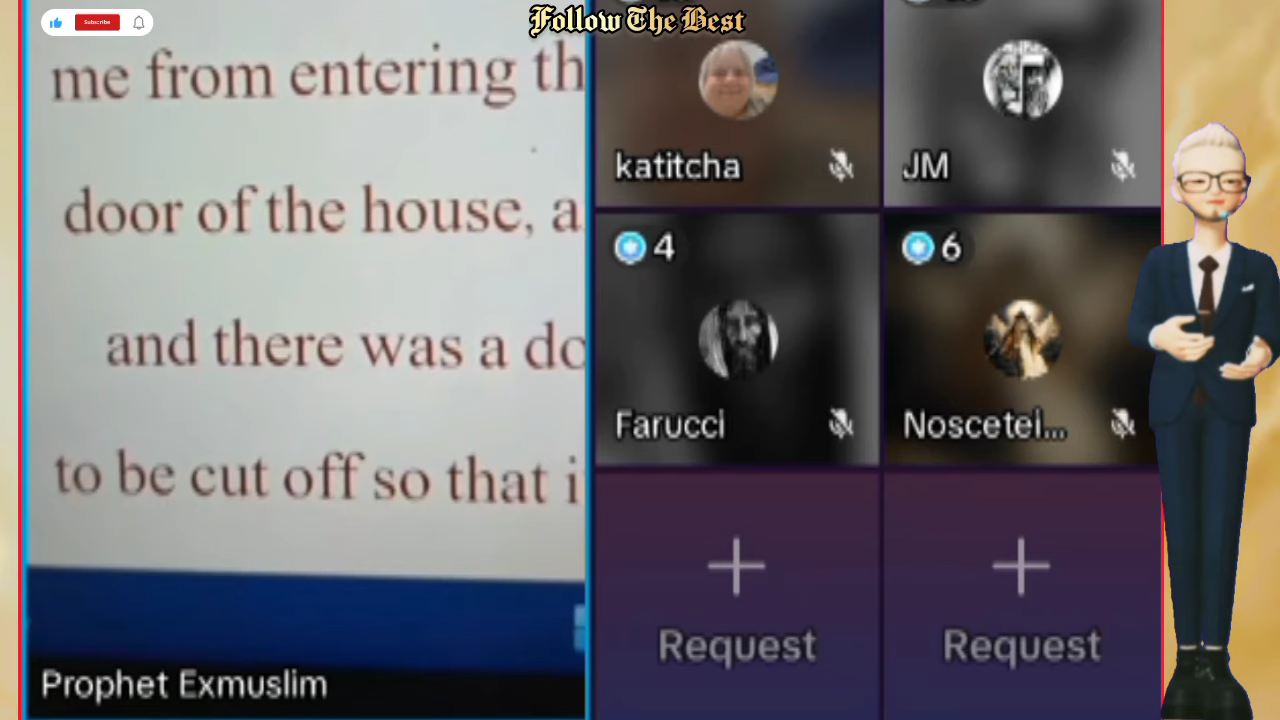 Subscribe
Follow The Best
me from entering th
door of the house, a
and there was a do
to be cut off so that i
Prophet Exmuslim
katitcha
JM
4
Farucci
6
Noscetel...
Request
Request